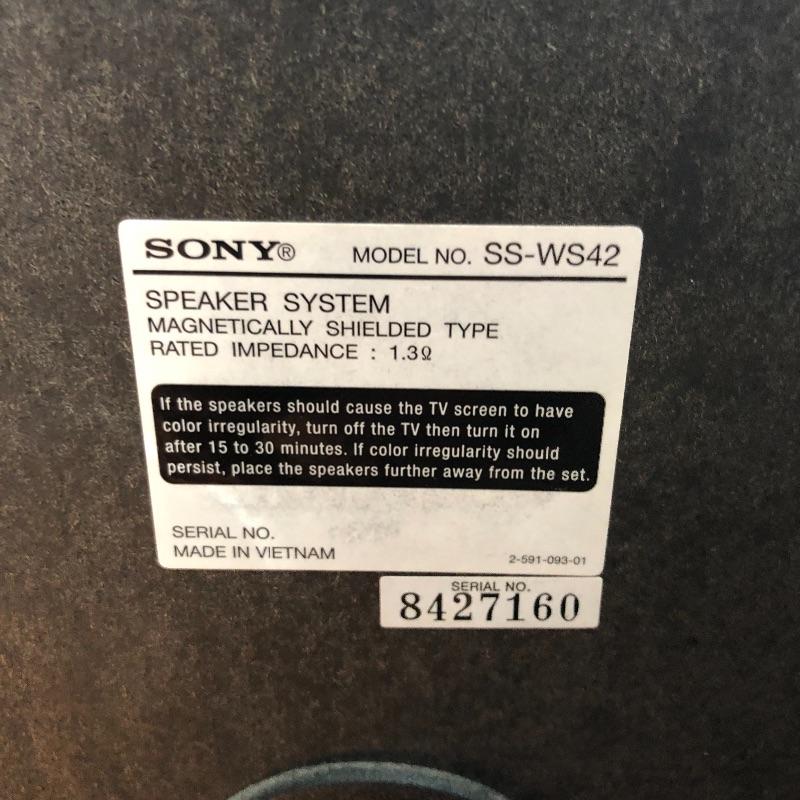 SONY® MODEL NO. SS-WS42
SPEAKER SYSTEM
MAGNETICALLY SHIELDED TYPE
RATED IMPEDANCE : 1.3Ω
If the speakers should cause the TV screen to have
color irregularity, turn off the TV then turn it on
after 15 to 30 minutes. If color irregularity should
persist, place the speakers further away from the set.
SERIAL NO.
MADE IN VIETNAM 2-591-093-01
SERIAL NO.
8427160